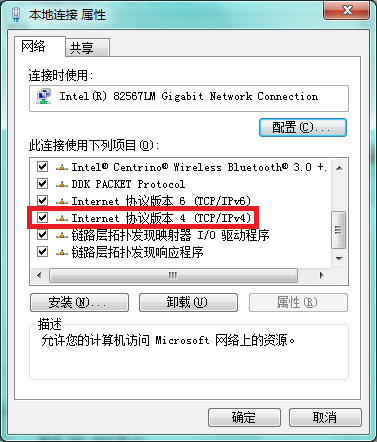 本地连接 属性
网络
共享
连接时使用:
Intel(R) 82567LM Gigabit Network Connection
配置(C)...
此连接使用下列项目(O):
Intel® Centrino® Wireless Bluetooth® 3.0 +.
DDK PACKET Protocol
Internet 协议版本 6 (TCP/IPv6)
Internet 协议版本 4 (TCP/IPv4)
链路层拓扑发现映射器 I/O 驱动程序
链路层拓扑发现响应程序
安装(N)...
卸载(U)
属性(R)
描述
允许您的计算机访问 Microsoft 网络上的资源。
确定
取消